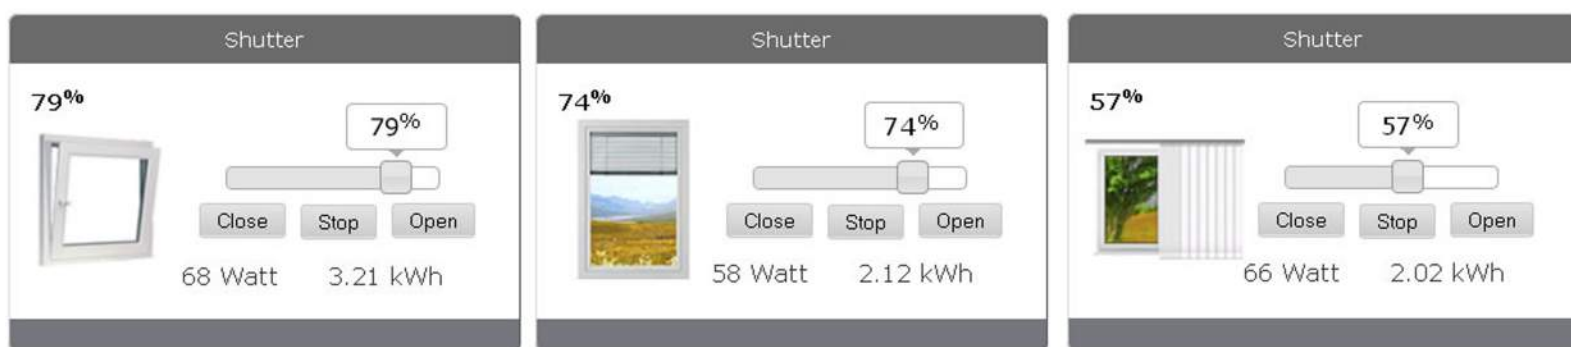 Shutter
79%
79%
Close Stop Open
68 Watt 3.21 kWh
Shutter
74%
74%
Close Stop Open
58 Watt 2.12 kWh
Shutter
57%
57%
Close Stop Open
66 Watt 2.02 kWh